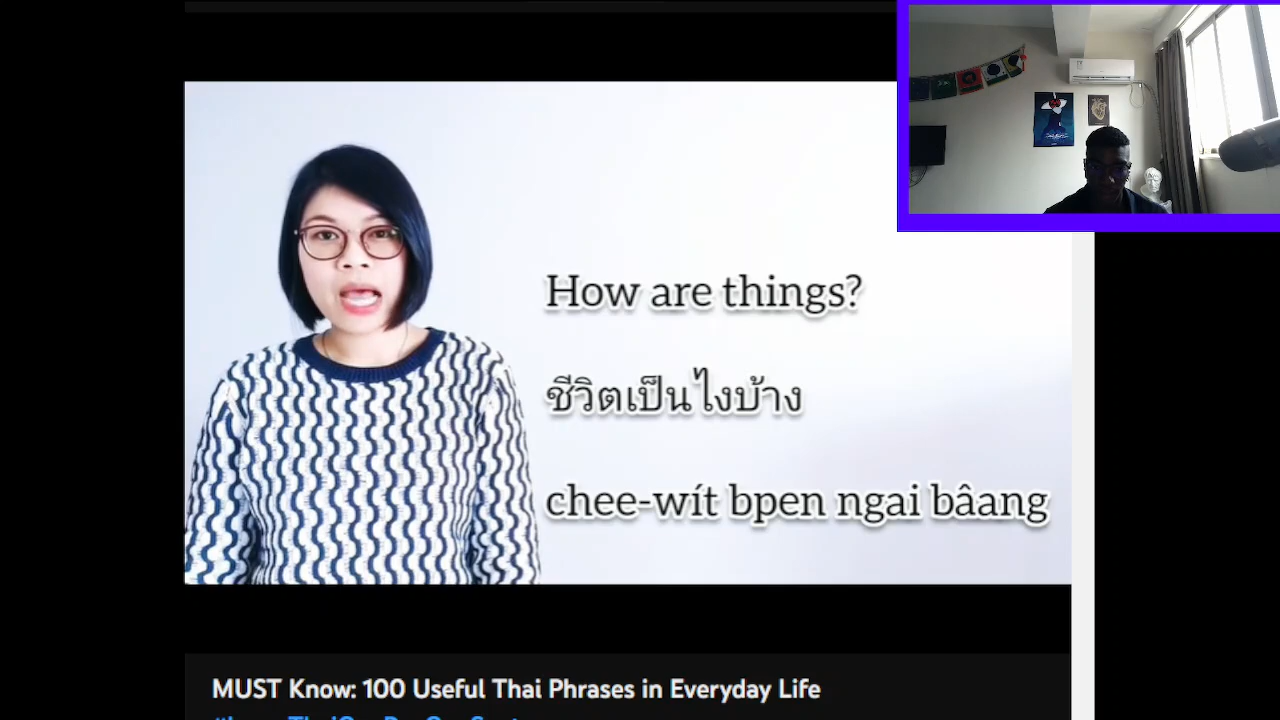 How are things?
ชีวิตเป็นไงบ้าง
chee-wít bpen ngai bâang
MUST Know: 100 Useful Thai Phrases in Everyday Life